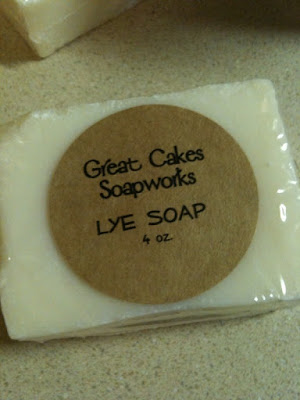 Great Cakes
Soapworks
LYE SOAP
4 oz.